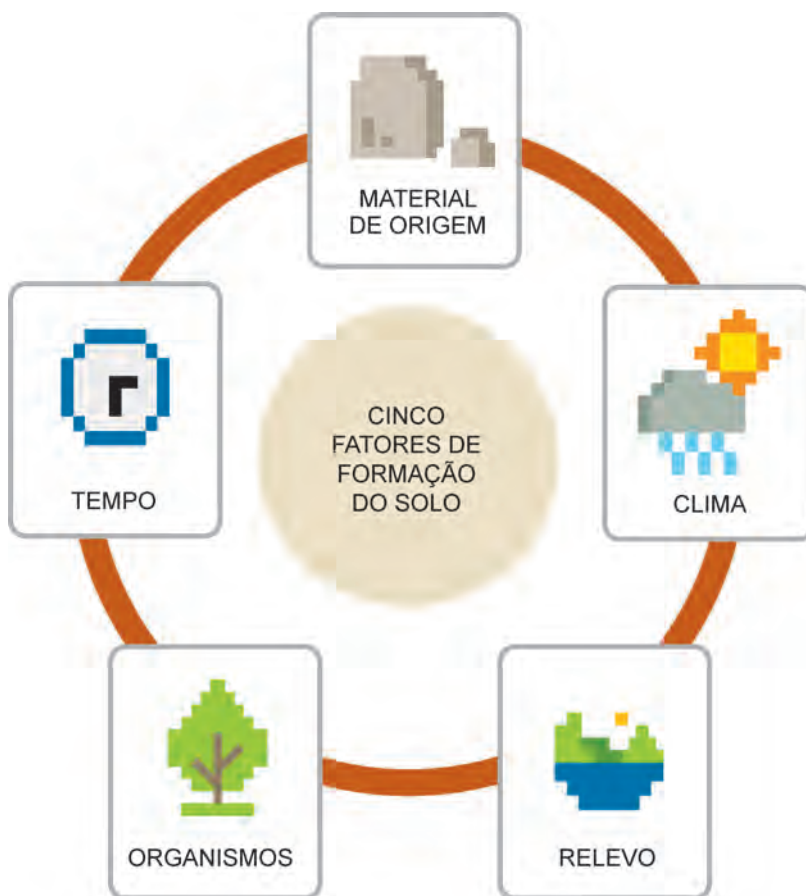 MATERIAL
DE ORIGEM
CLIMA
RELEVO
ORGANISMOS
TEMPO
CINCO
FATORES DE
FORMAÇÃO
DO SOLO